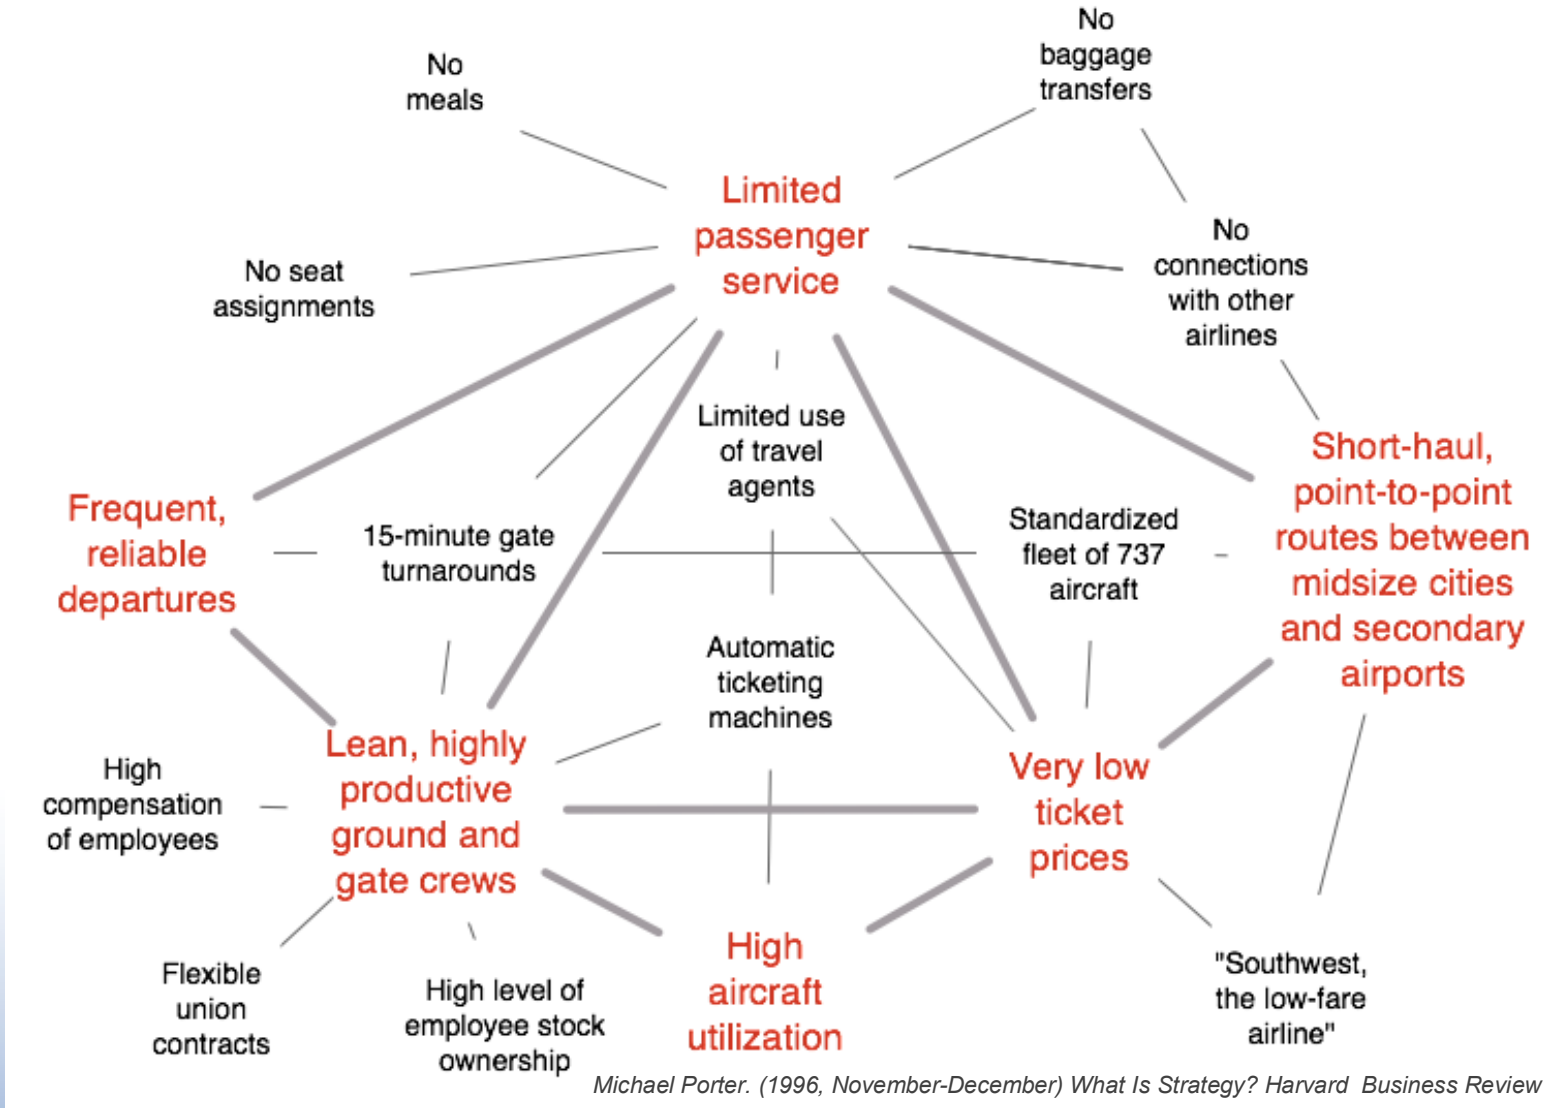 No
baggage
transfers
No
meals
Limited
passenger
service
No
connections
with other
airlines
No seat
assignments
Limited use
of travel
agents
Short-haul,
point-to-point
routes between
midsize cities
and secondary
airports
Frequent,
reliable
departures
15-minute gate
turnarounds
Standardized
fleet of 737
aircraft
Automatic
ticketing
machines
Lean, highly
productive
ground and
gate crews
High
compensation
of employees
Very low
ticket
prices
High
aircraft
utilization
Flexible
union
contracts
High level of
employee stock
ownership
"Southwest,
the low-fare
airline"
Michael Porter. (1996, November-December) What Is Strategy? Harvard Business Review